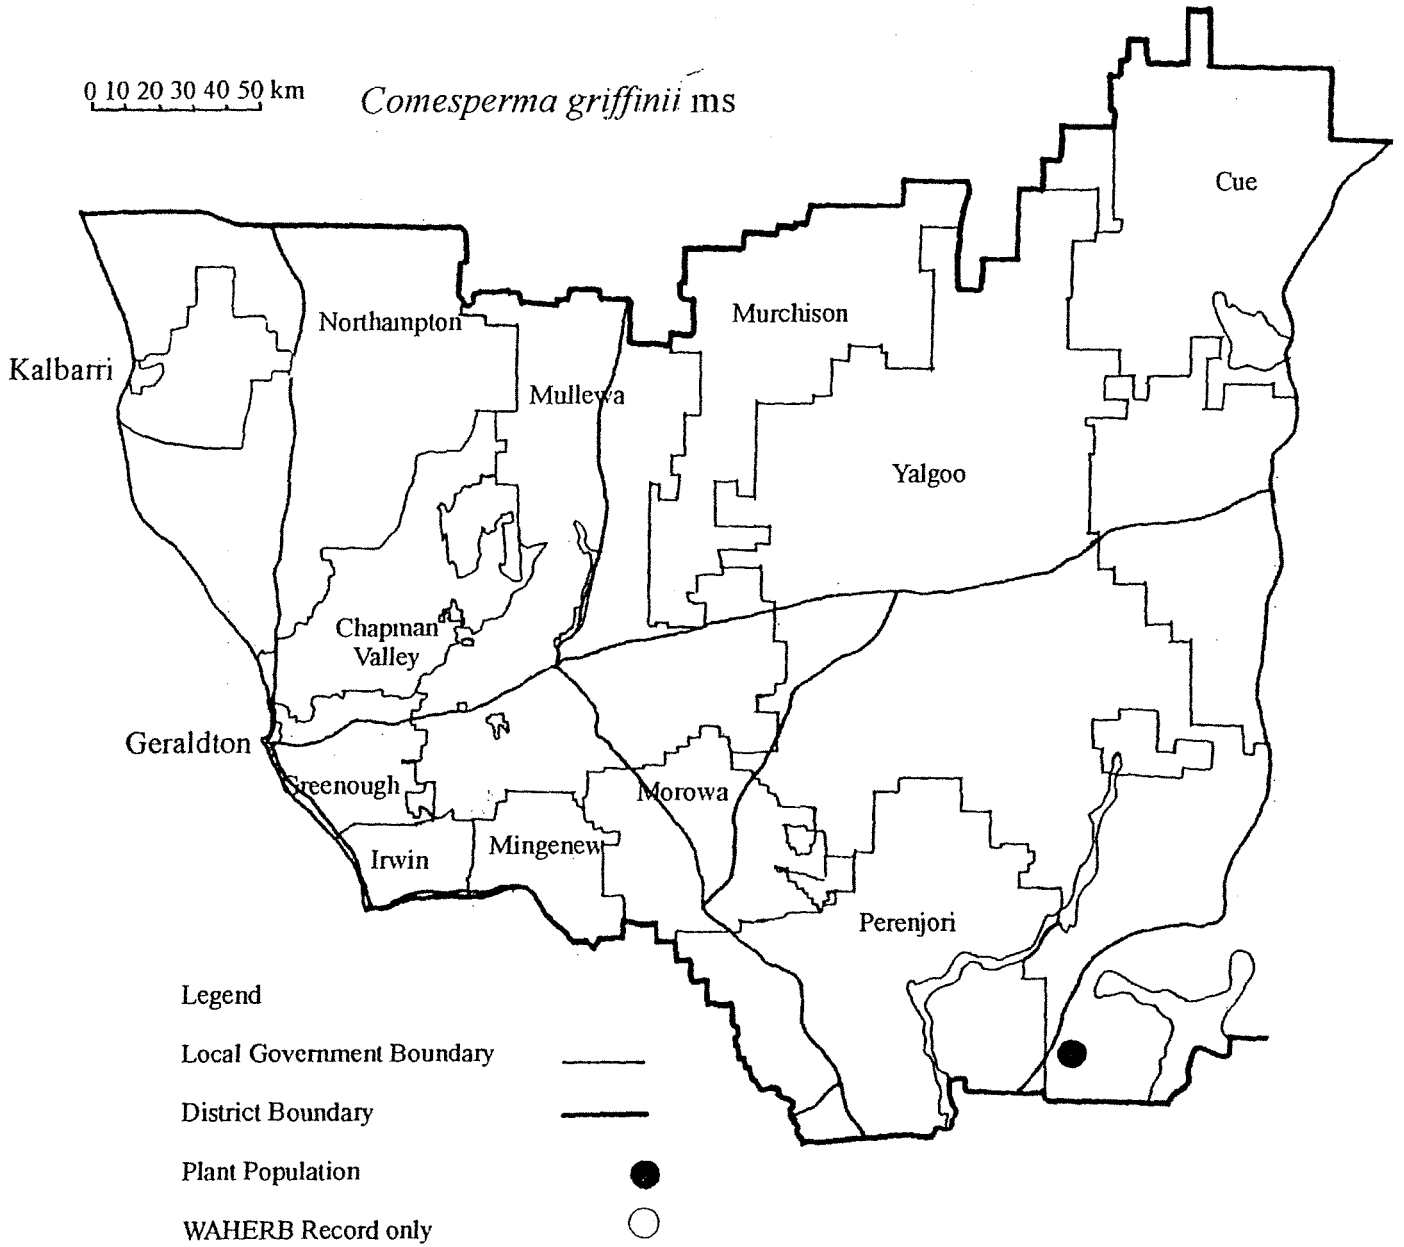 0 10 20 30 40 50 km
Comesperma griffinii ms
Cue
Northampton
Murchison
Kalbarri
Mullewa
Yalgoo
Chapman
Valley
Geraldton
Greenough
Morowa
Irwin
Mingenew
Perenjori
Legend
Local Government Boundary
District Boundary
Plant Population
WAHERB Record only